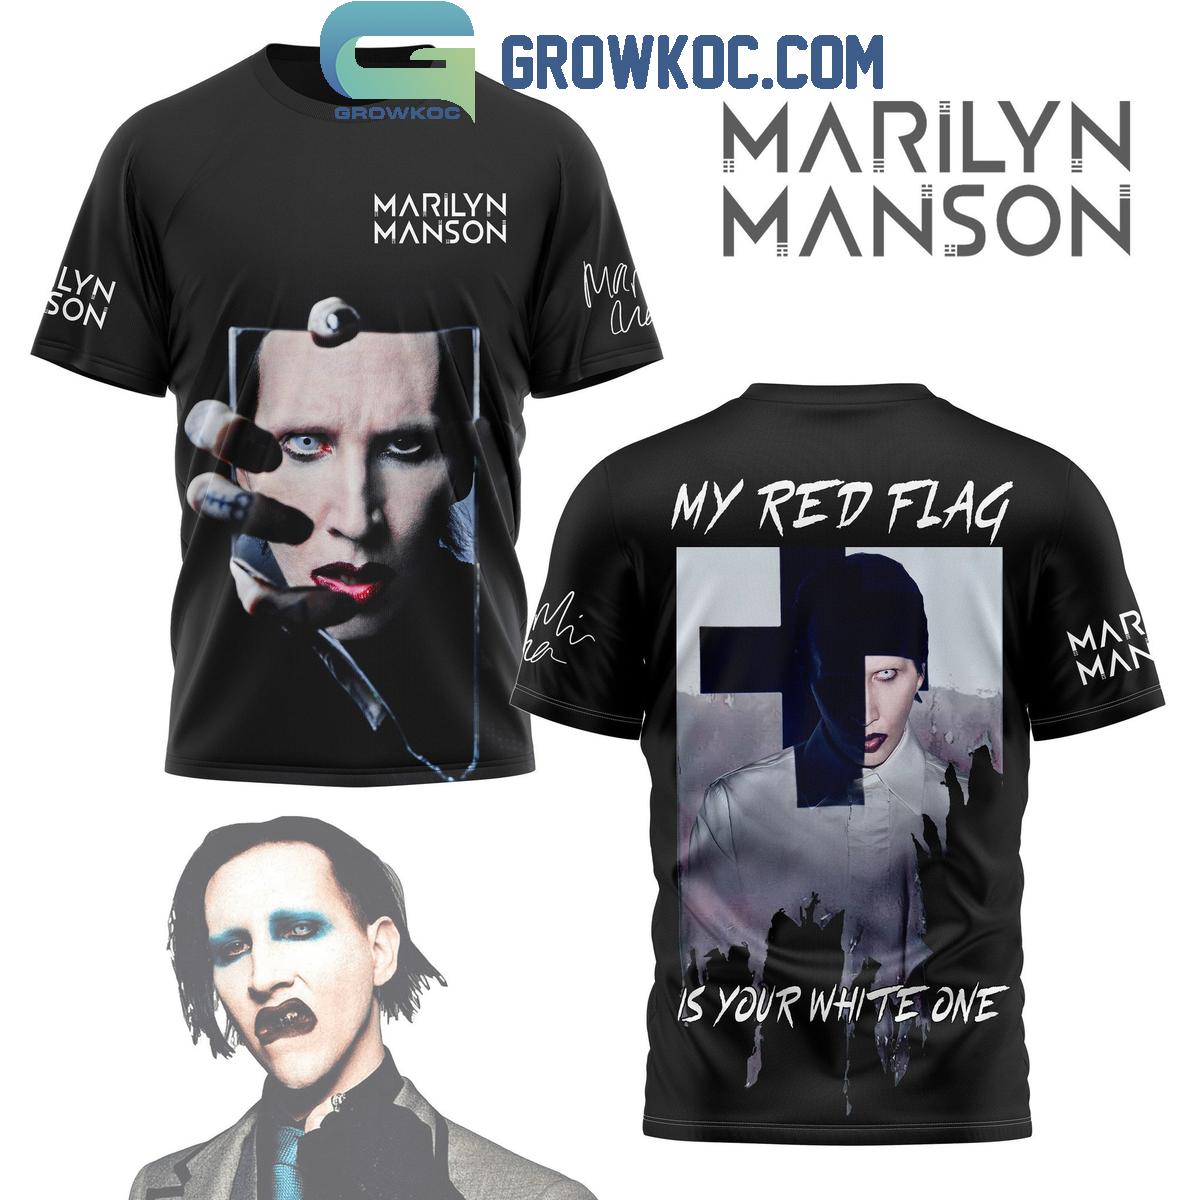 GROWKOC
GROWKOC.COM
MARILYN
MANSON
MARILYN
MANSON
LYN
SON
MY RED FLAG
IS YOUR WHITE ONE
MAR
MAN